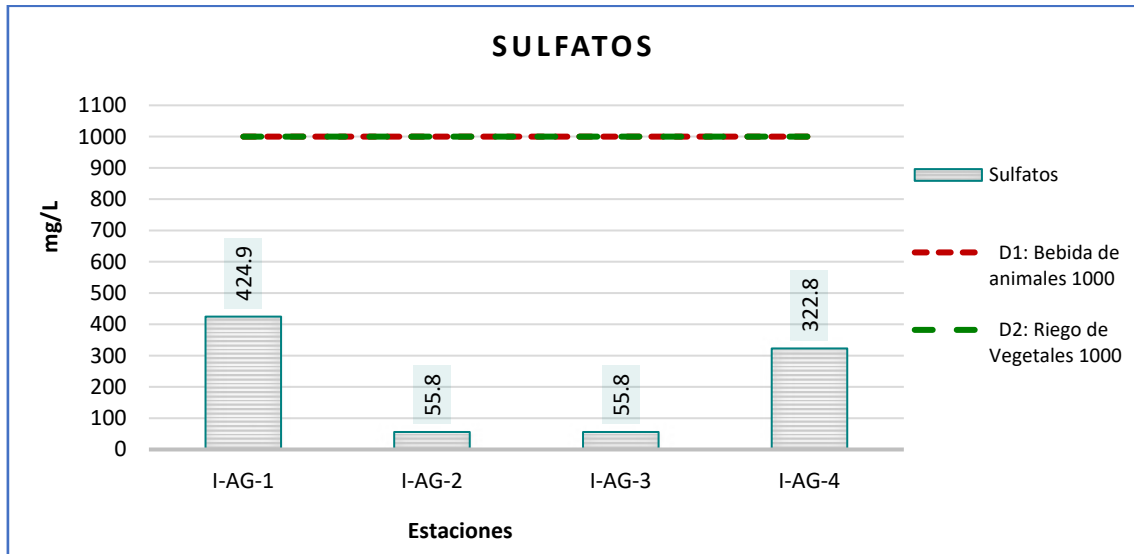 SULFATOS
1100
1000
900
800
700
600
500
400
300
200
100
0
mg/L
424.9
55.8
55.8
322.8
I-AG-1
I-AG-2
I-AG-3
I-AG-4
Estaciones
Sulfatos
D1: Bebida de
animales 1000
D2: Riego de
Vegetales 1000